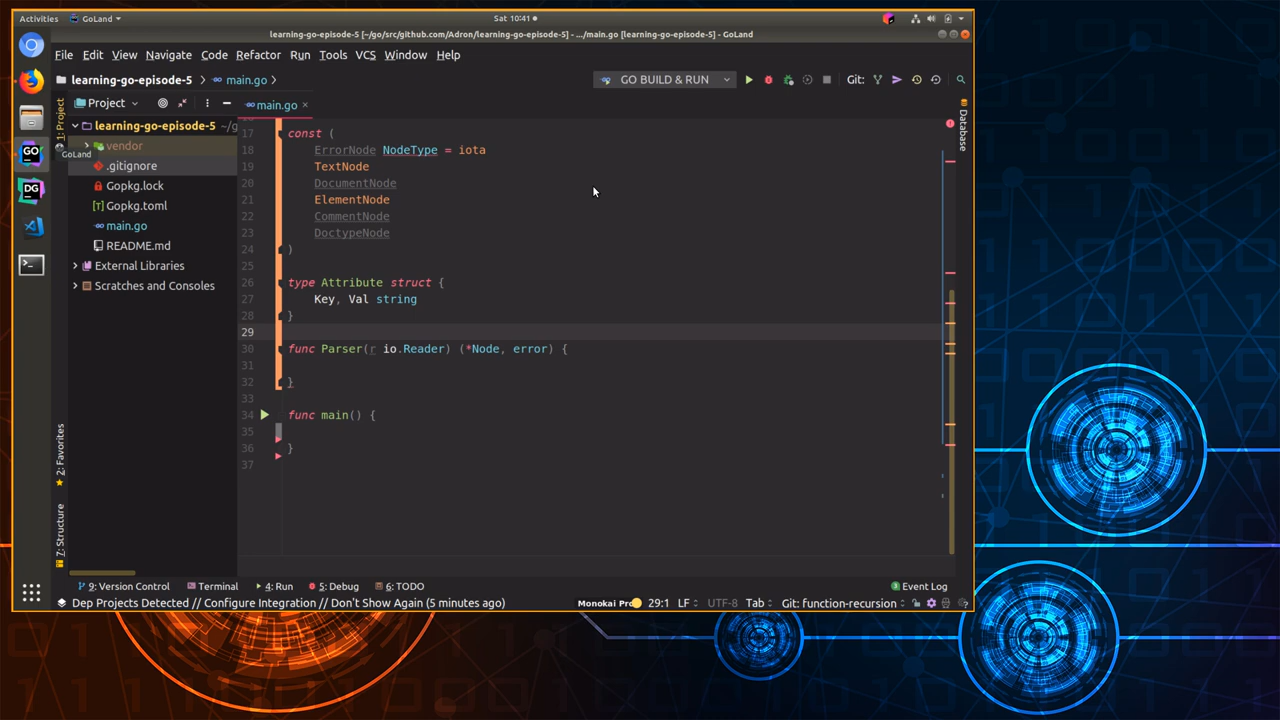 Activities GoLand Sat 10:41
learning-go-episode-5 [~/go/src/github.com/Adron/learning-go-episode-5] - .../main.go [learning-go-episode-5] - GoLand
File Edit View Navigate Code Refactor Run Tools VCS Window Help
learning-go-episode-5 main.go GO BUILD & RUN Git:
1: Project
Project
main.go
Database
learning-go-episode-5 ~/g
vendor
GoLand
.gitignore
Gopkg.lock
Gopkg.toml
main.go
README.md
External Libraries
Scratches and Consoles
17 const (
18 ErrorNode NodeType = iota
19 TextNode
20 DocumentNode
21 ElementNode
22 CommentNode
23 DoctypeNode
24 )
25
26 type Attribute struct {
27 Key, Val string
28 }
29
30 func Parser(r io.Reader) (*Node, error) {
31
32 }
33
34 func main() {
35
36 }
37
2: Favorites
7: Structure
9: Version Control Terminal 4: Run 5: Debug 6: TODO Event Log
Dep Projects Detected // Configure Integration // Don't Show Again (5 minutes ago) Monokai Pro 29:1 LF UTF-8 Tab Git: function-recursion